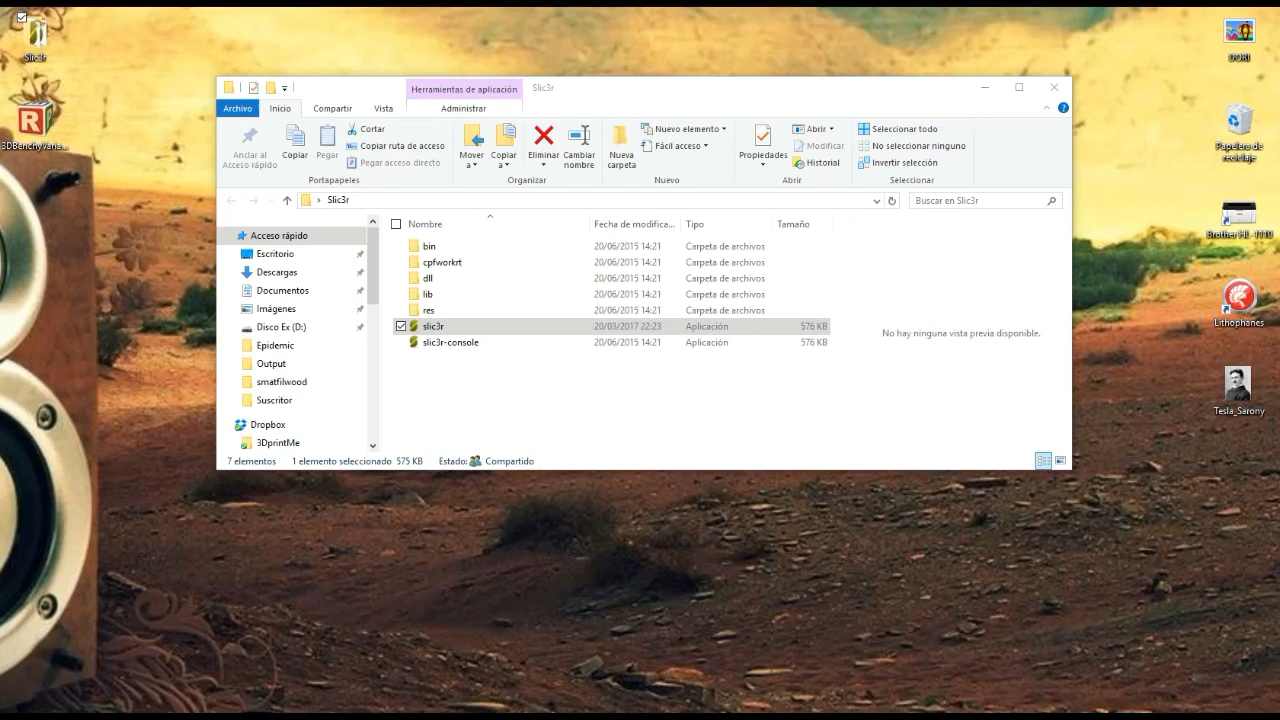 Slic3r
3DBenchyVaria...
DORI
Papelera de
reciclaje
Brother HL-1110
Lithophanes
Tesla_Sarony
Herramientas de aplicación
Slic3r
Archivo
Inicio
Compartir
Vista
Administrar
Anclar al
Acceso rápido
Copiar
Pegar
Cortar
Copiar ruta de acceso
Pegar acceso directo
Portapapeles
Mover
a
Copiar
a
Eliminar
Cambiar
nombre
Organizar
Nueva
carpeta
Nuevo elemento
Fácil acceso
Nuevo
Propiedades
Abrir
Modificar
Historial
Abrir
Seleccionar todo
No seleccionar ninguno
Invertir selección
Seleccionar
Slic3r
Buscar en Slic3r
Nombre Fecha de modifica... Tipo Tamaño
bin 20/06/2015 14:21 Carpeta de archivos
cpfworkrt 20/06/2015 14:21 Carpeta de archivos
dll 20/06/2015 14:21 Carpeta de archivos
lib 20/06/2015 14:21 Carpeta de archivos
res 20/06/2015 14:21 Carpeta de archivos
slic3r 20/03/2017 22:23 Aplicación 576 KB
slic3r-console 20/06/2015 14:21 Aplicación 576 KB
Acceso rápido
Escritorio
Descargas
Documentos
Imágenes
Disco Ex (D:)
Epidemic
Output
smatfilwood
Suscritor
Dropbox
3DprintMe
No hay ninguna vista previa disponible.
7 elementos 1 elemento seleccionado 575 KB Estado: Compartido